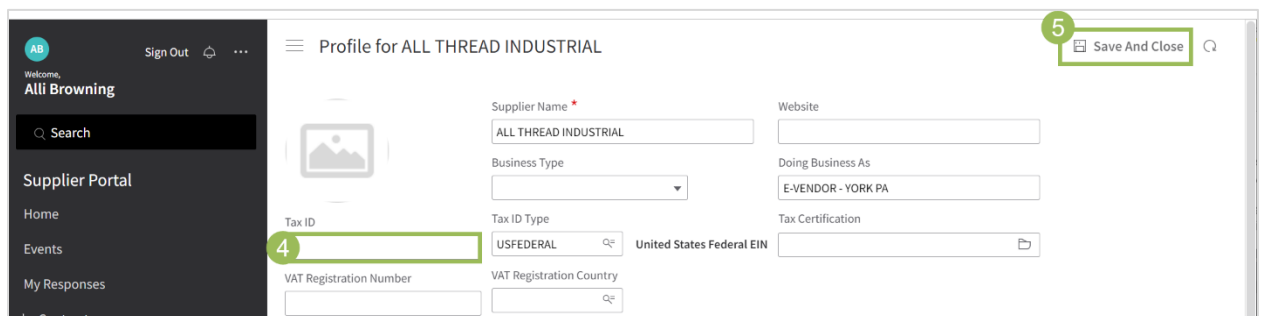 AB
Sign Out
Welcome,
Alli Browning
Search
Supplier Portal
Home
Events
My Responses
Profile for ALL THREAD INDUSTRIAL
5
Save And Close
Supplier Name *
ALL THREAD INDUSTRIAL
Website
Business Type
Doing Business As
E-VENDOR - YORK PA
Tax ID
4
Tax ID Type
USFEDERAL
United States Federal EIN
Tax Certification
VAT Registration Number
VAT Registration Country